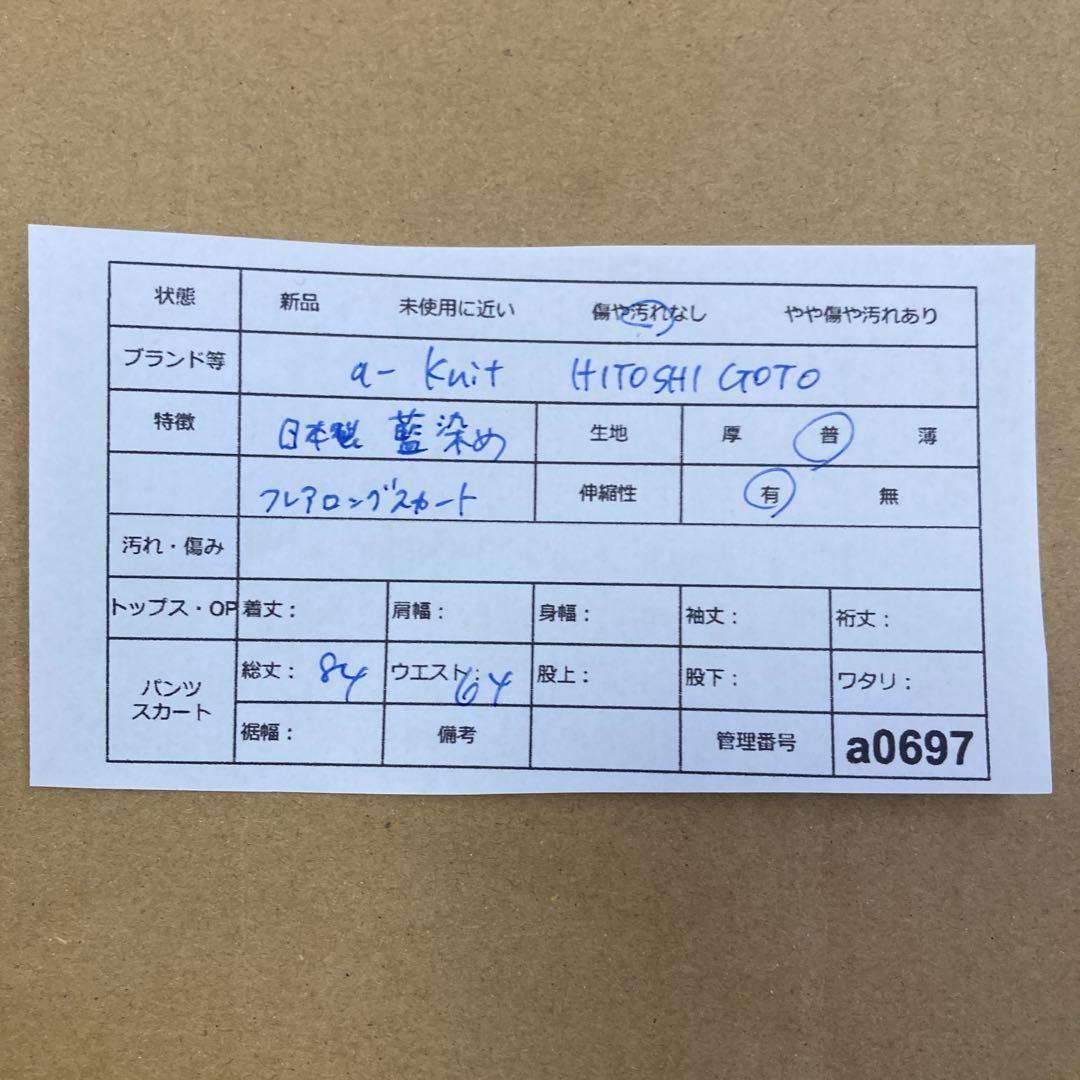 状態 新品 未使用に近い 傷や汚れなし やや傷や汚れあり
ブランド等 a-knit HITOSHI GOTO
特徴 日本製 藍染め 生地 厚 普 薄
フレアロングスカート 伸縮性 有 無
汚れ・傷み
トップス・OP 着丈： 肩幅： 身幅： 袖丈： 裄丈：
パンツ スカート 総丈：84 ウエスト：64 股上： 股下： ワタリ：
裾幅： 備考 管理番号 a0697